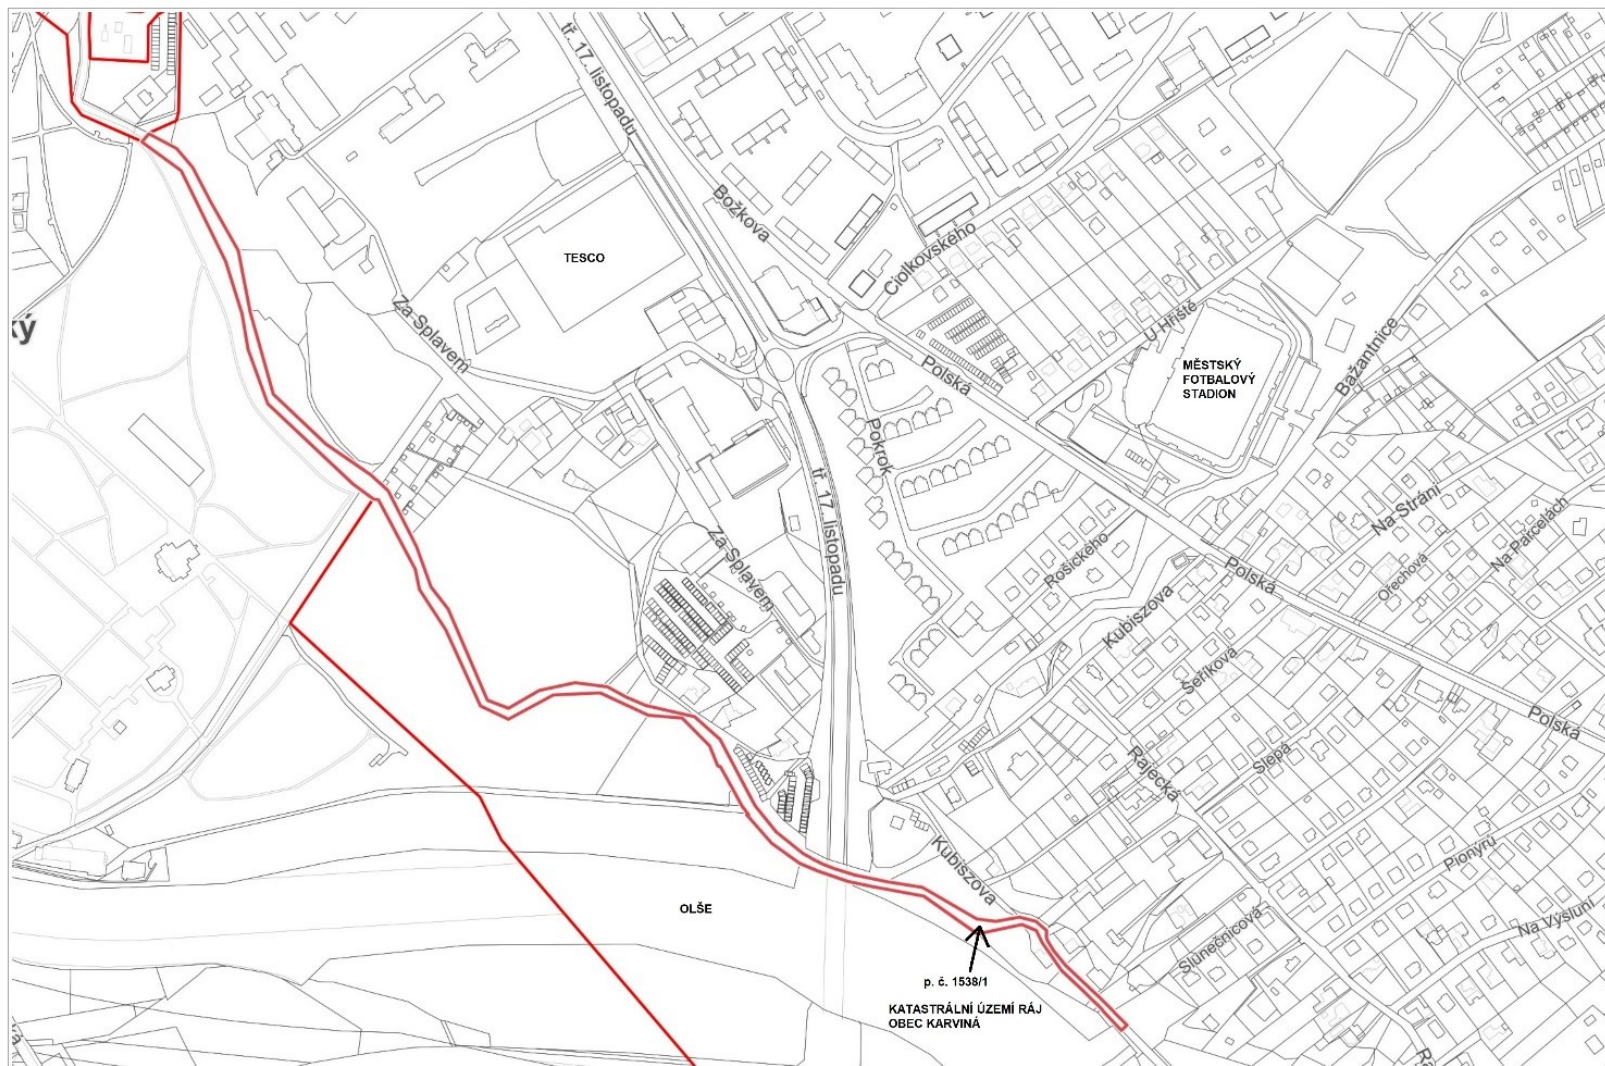 tř. 17. listopadu
Božkova
Ciolkovského
TESCO
Za Splavem
ký
U Hřiště
Bažantnice
MĚSTSKÝ
FOTBALOVÝ
STADION
Polská
Pokrok
tř. 17. listopadu
Na Stráni
Na Parcelách
Za Splavem
Rošického
Polská
Ořechová
Kubiszova
Šeříková
Polská
Rajecká
Slepá
Kubiszova
Pionýrů
OLŠE
Slunečnicová
Na Výsluní
p. č. 1538/1
KATASTRÁLNÍ ÚZEMÍ RÁJ
OBEC KARVINÁ